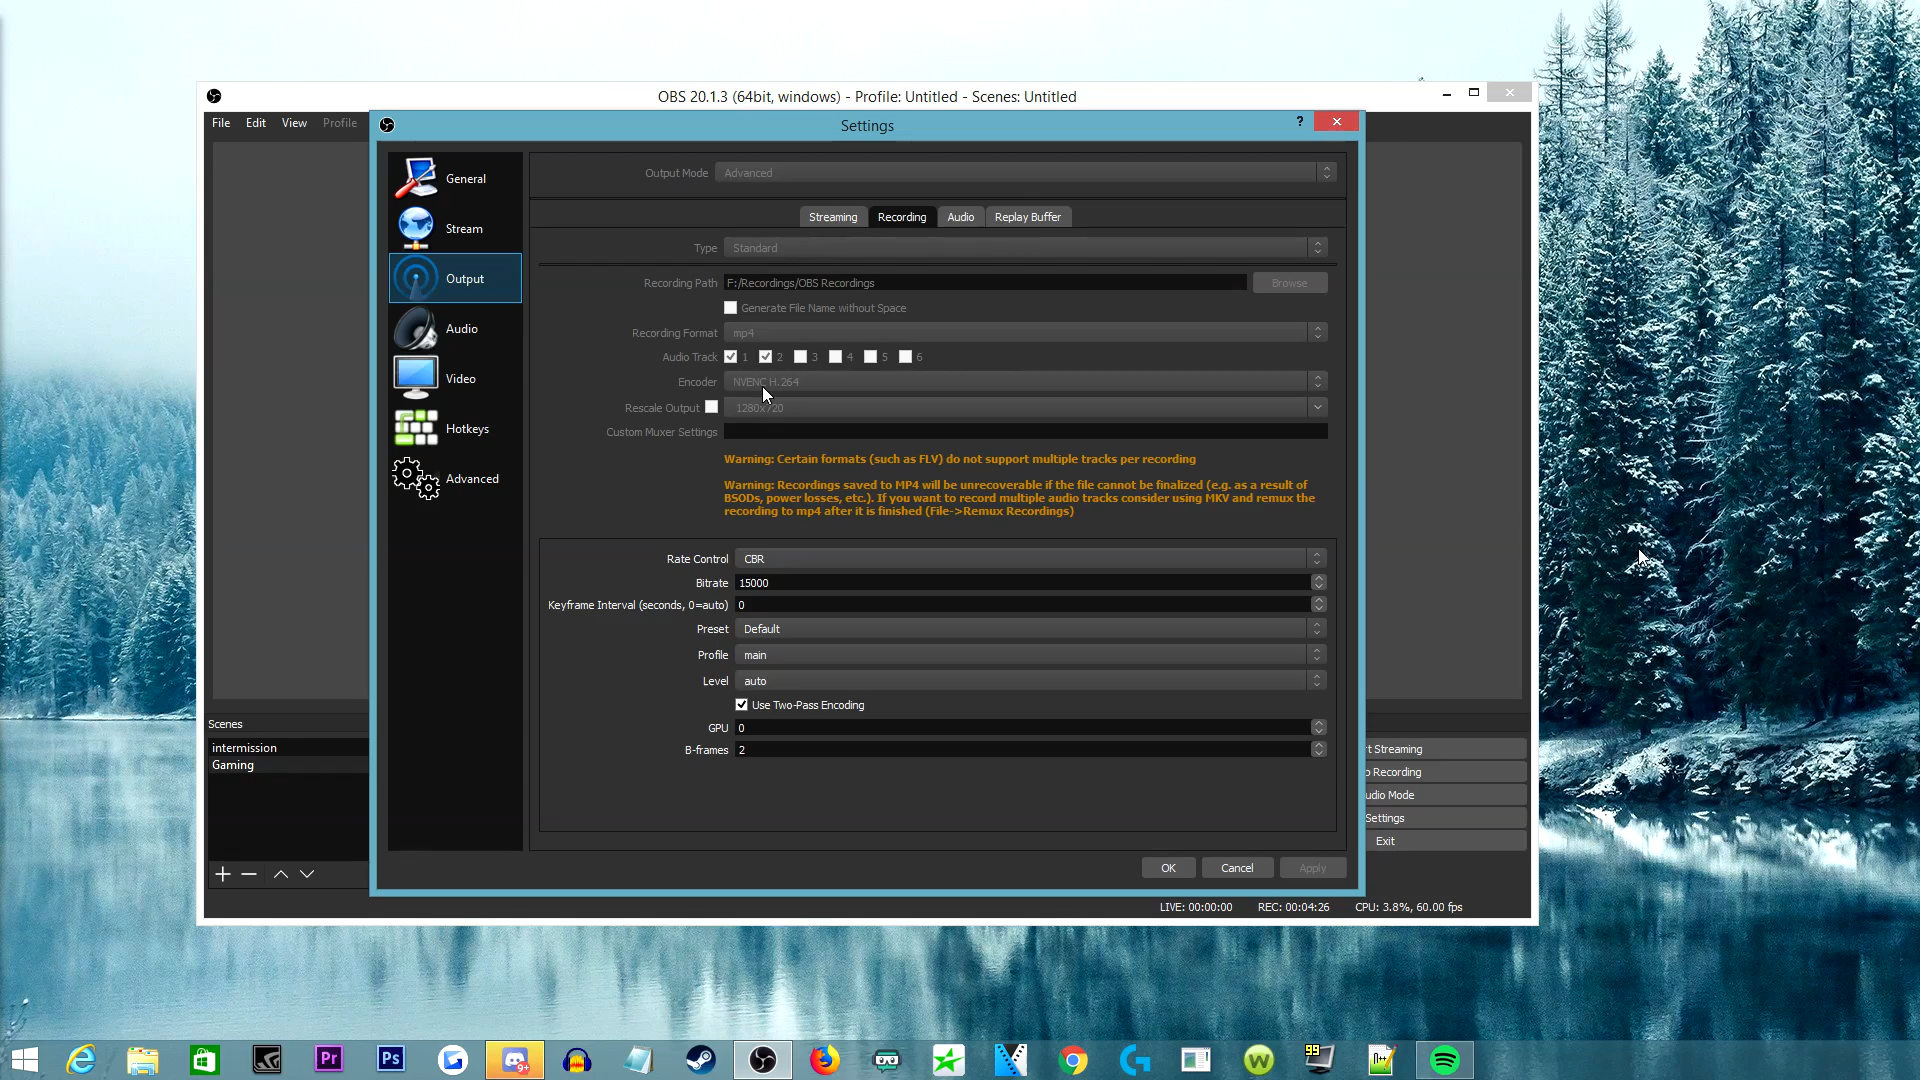 OBS 20.1.3 (64bit, windows) - Profile: Untitled - Scenes: Untitled
File Edit View Profile
Settings
?
General
Stream
Output
Audio
Video
Hotkeys
Advanced
Output Mode Advanced
Streaming Recording Audio Replay Buffer
Type Standard
Recording Path F:/Recordings/OBS Recordings Browse
Generate File Name without Space
Recording Format mp4
Audio Track 1 2 3 4 5 6
Encoder NVENC H.264
Rescale Output 1280x720
Custom Muxer Settings
Warning: Certain formats (such as FLV) do not support multiple tracks per recording
Warning: Recordings saved to MP4 will be unrecoverable if the file cannot be finalized (e.g. as a result of
BSODs, power losses, etc.). If you want to record multiple audio tracks consider using MKV and remux the
recording to mp4 after it is finished (File->Remux Recordings)
Rate Control CBR
Bitrate 15000
Keyframe Interval (seconds, 0=auto) 0
Preset Default
Profile main
Level auto
Use Two-Pass Encoding
GPU 0
B-frames 2
OK Cancel Apply
Scenes
intermission
Gaming
t Streaming
p Recording
udio Mode
Settings
Exit
LIVE: 00:00:00 REC: 00:04:26 CPU: 3.8%, 60.00 fps
Pr Ps 9+ 99